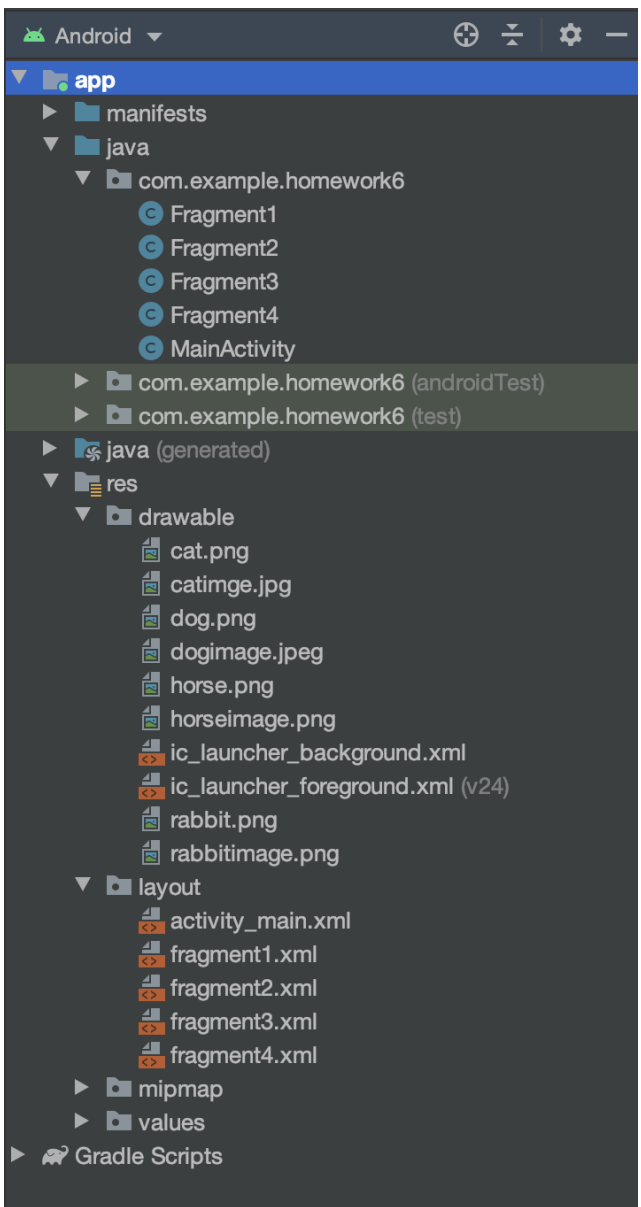 Android
app
manifests
java
com.example.homework6
Fragment1
Fragment2
Fragment3
Fragment4
MainActivity
com.example.homework6 (androidTest)
com.example.homework6 (test)
java (generated)
res
drawable
cat.png
catimge.jpg
dog.png
dogimage.jpeg
horse.png
horseimage.png
ic_launcher_background.xml
ic_launcher_foreground.xml (v24)
rabbit.png
rabbitimage.png
layout
activity_main.xml
fragment1.xml
fragment2.xml
fragment3.xml
fragment4.xml
mipmap
values
Gradle Scripts